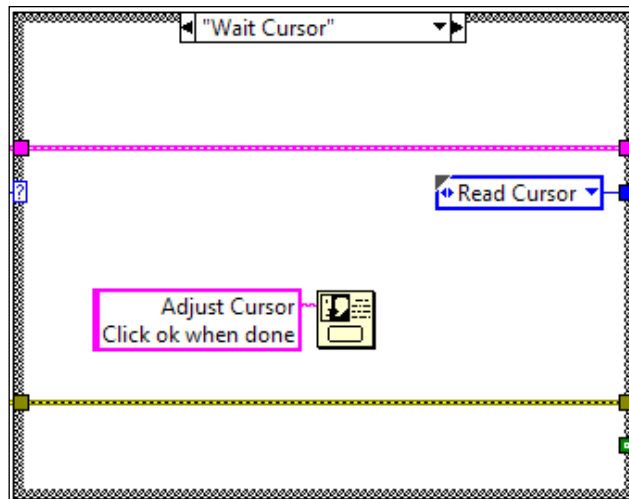 "Wait Cursor"
?
Read Cursor
Adjust Cursor
Click ok when done